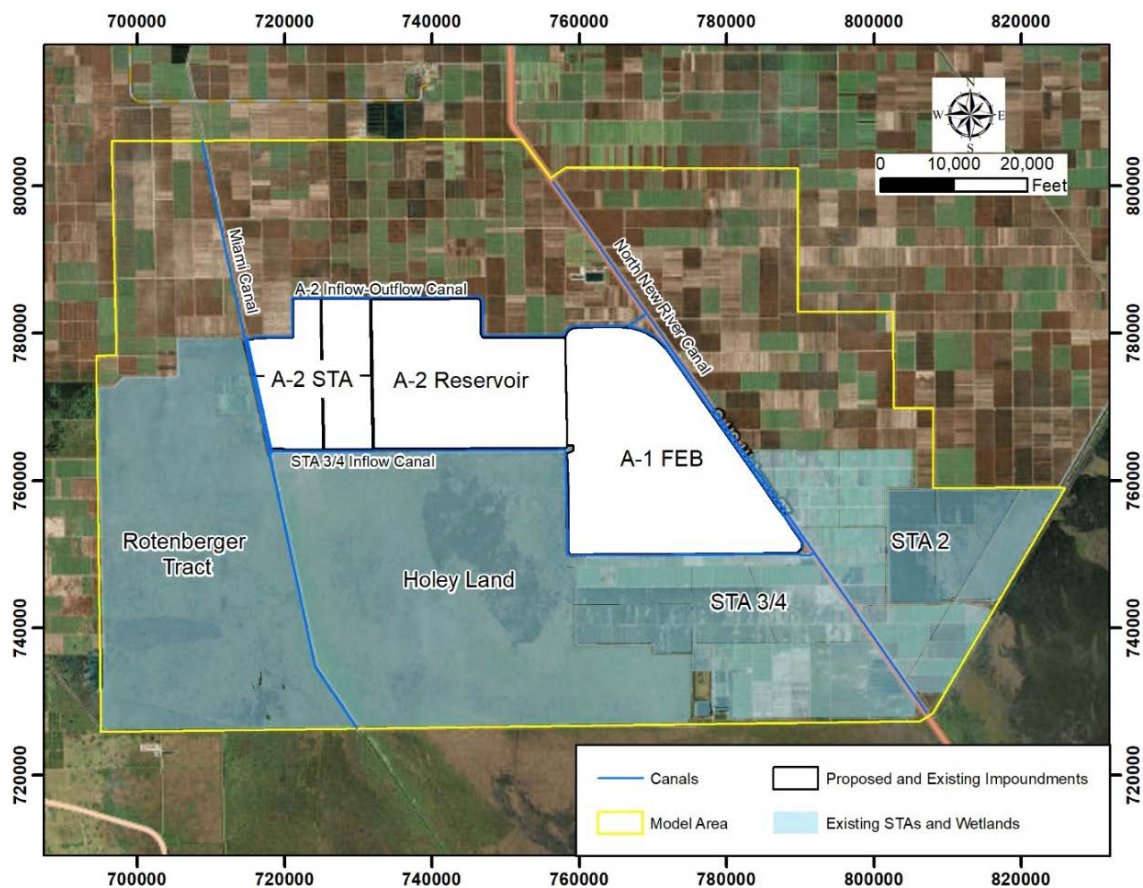 700000 720000 740000 760000 780000 800000 820000
N
W E
S
0 10,000 20,000
Feet
800000 800000
Miami Canal
North New River Canal
A-2 Inflow-Outflow Canal
780000 780000
A-2 STA
A-2 Reservoir
A-1 FEB
STA 3/4 Inflow Canal
760000 760000
Rotenberger
Tract
Holey Land
STA 2
STA 3/4
740000 740000
720000 720000
Canals
Proposed and Existing Impoundments
Model Area
Existing STAs and Wetlands
700000 720000 740000 760000 780000 800000 820000